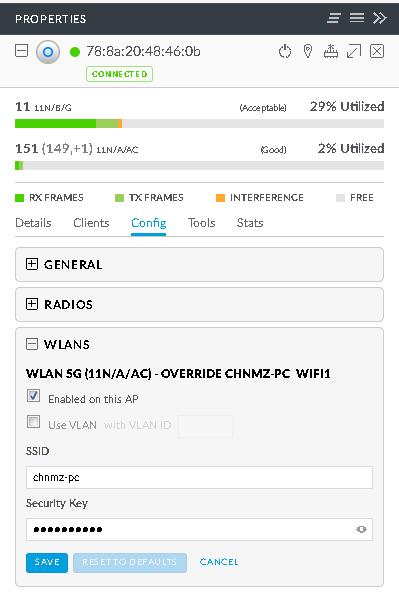 PROPERTIES
78:8a:20:48:46:0b
CONNECTED
11 11N/B/G (Acceptable) 29% Utilized
151 (149,+1) 11N/A/AC (Good) 2% Utilized
RX FRAMES TX FRAMES INTERFERENCE FREE
Details Clients Config Tools Stats
GENERAL
RADIOS
WLANS
WLAN 5G (11N/A/AC) - OVERRIDE CHNMZ-PC WIFI1
Enabled on this AP
Use VLAN with VLAN ID
SSID
chnmz-pc
Security Key
●●●●●●●●●●
SAVE RESET TO DEFAULTS CANCEL